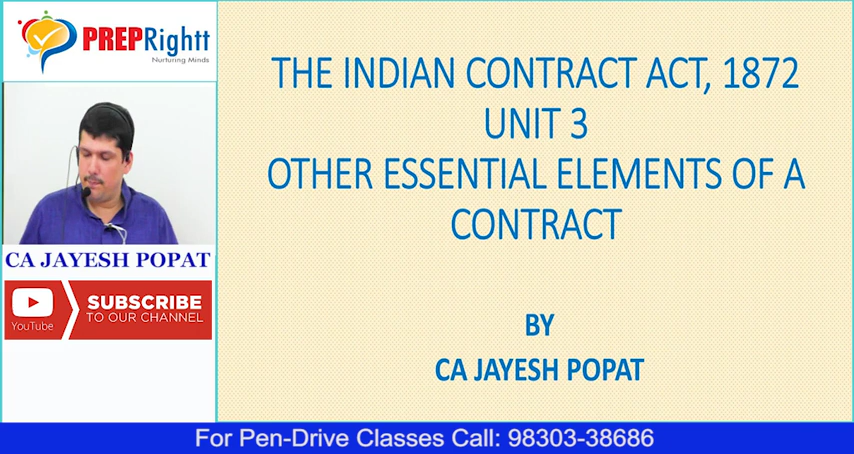 PREPRightt
Nurturing Minds
CA JAYESH POPAT
YouTube
SUBSCRIBE
TO OUR CHANNEL
THE INDIAN CONTRACT ACT, 1872
UNIT 3
OTHER ESSENTIAL ELEMENTS OF A
CONTRACT
BY
CA JAYESH POPAT
For Pen-Drive Classes Call: 98303-38686